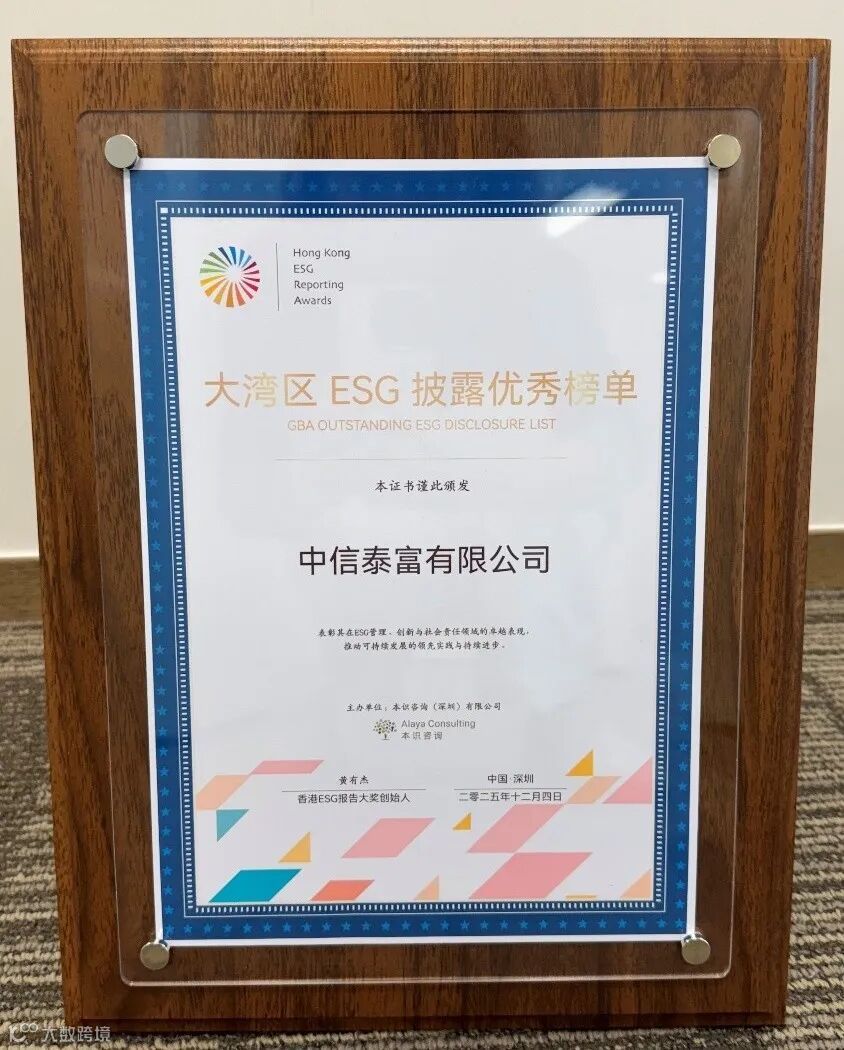 Hong Kong
ESG
Reporting
Awards
大湾区 ESG 披露优秀榜单
GBA OUTSTANDING ESG DISCLOSURE LIST
本证书谨此颁发
中信泰富有限公司
表彰其在ESG管理、创新与社会责任领域的卓越表现，
推动可持续发展的领先实践与持续进步。
主办单位：本识咨询（深圳）有限公司
Alaya Consulting
本识咨询
黄有杰
香港ESG报告大奖创始人
中国·深圳
二零二五年十二月四日
大数跨境